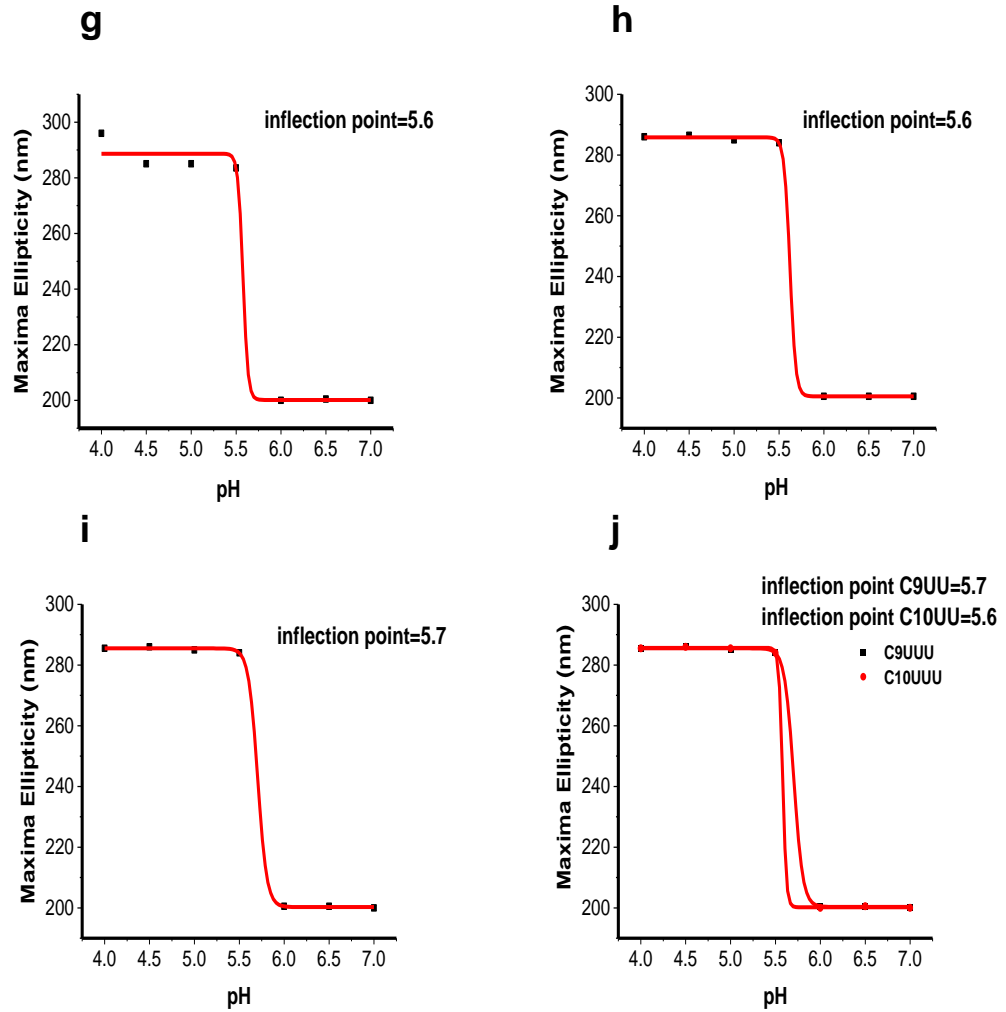 g
inflection point=5.6
Maxima Ellipticity (nm)
300
280
260
240
220
200
4.0 4.5 5.0 5.5 6.0 6.5 7.0
pH
h
inflection point=5.6
Maxima Ellipticity (nm)
300
280
260
240
220
200
4.0 4.5 5.0 5.5 6.0 6.5 7.0
pH
i
inflection point=5.7
Maxima Ellipticity (nm)
300
280
260
240
220
200
4.0 4.5 5.0 5.5 6.0 6.5 7.0
pH
j
inflection point C9UU=5.7
inflection point C10UU=5.6
C9UUU
C10UUU
Maxima Ellipticity (nm)
300
280
260
240
220
200
4.0 4.5 5.0 5.5 6.0 6.5 7.0
pH